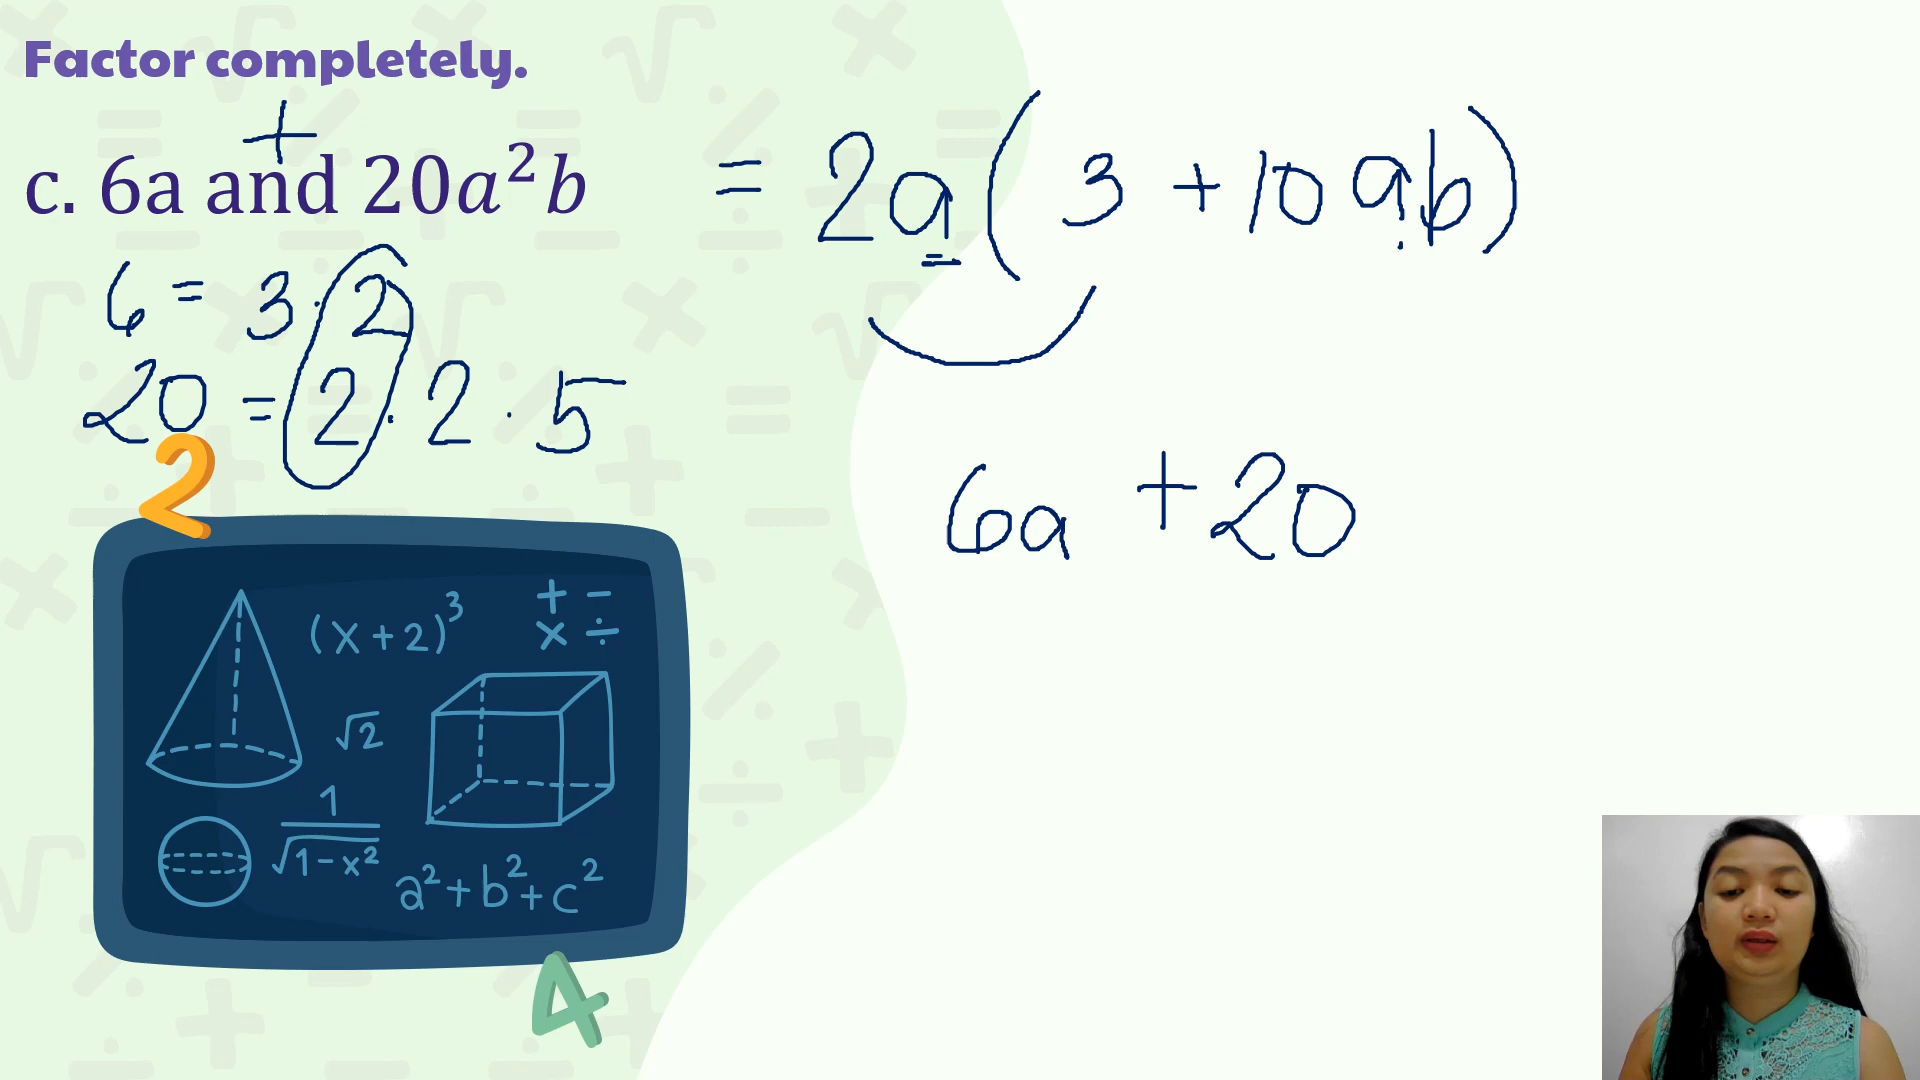 Factor completely.
+
c. 6a and 20a²b = 2a(3 + 10ab)
6 = 3 · 2
20 = 2 · 2 · 5
6a + 20
2
(x+2)³ + −
x ÷
√2
1
√1−x²
a²+b²+c²
4